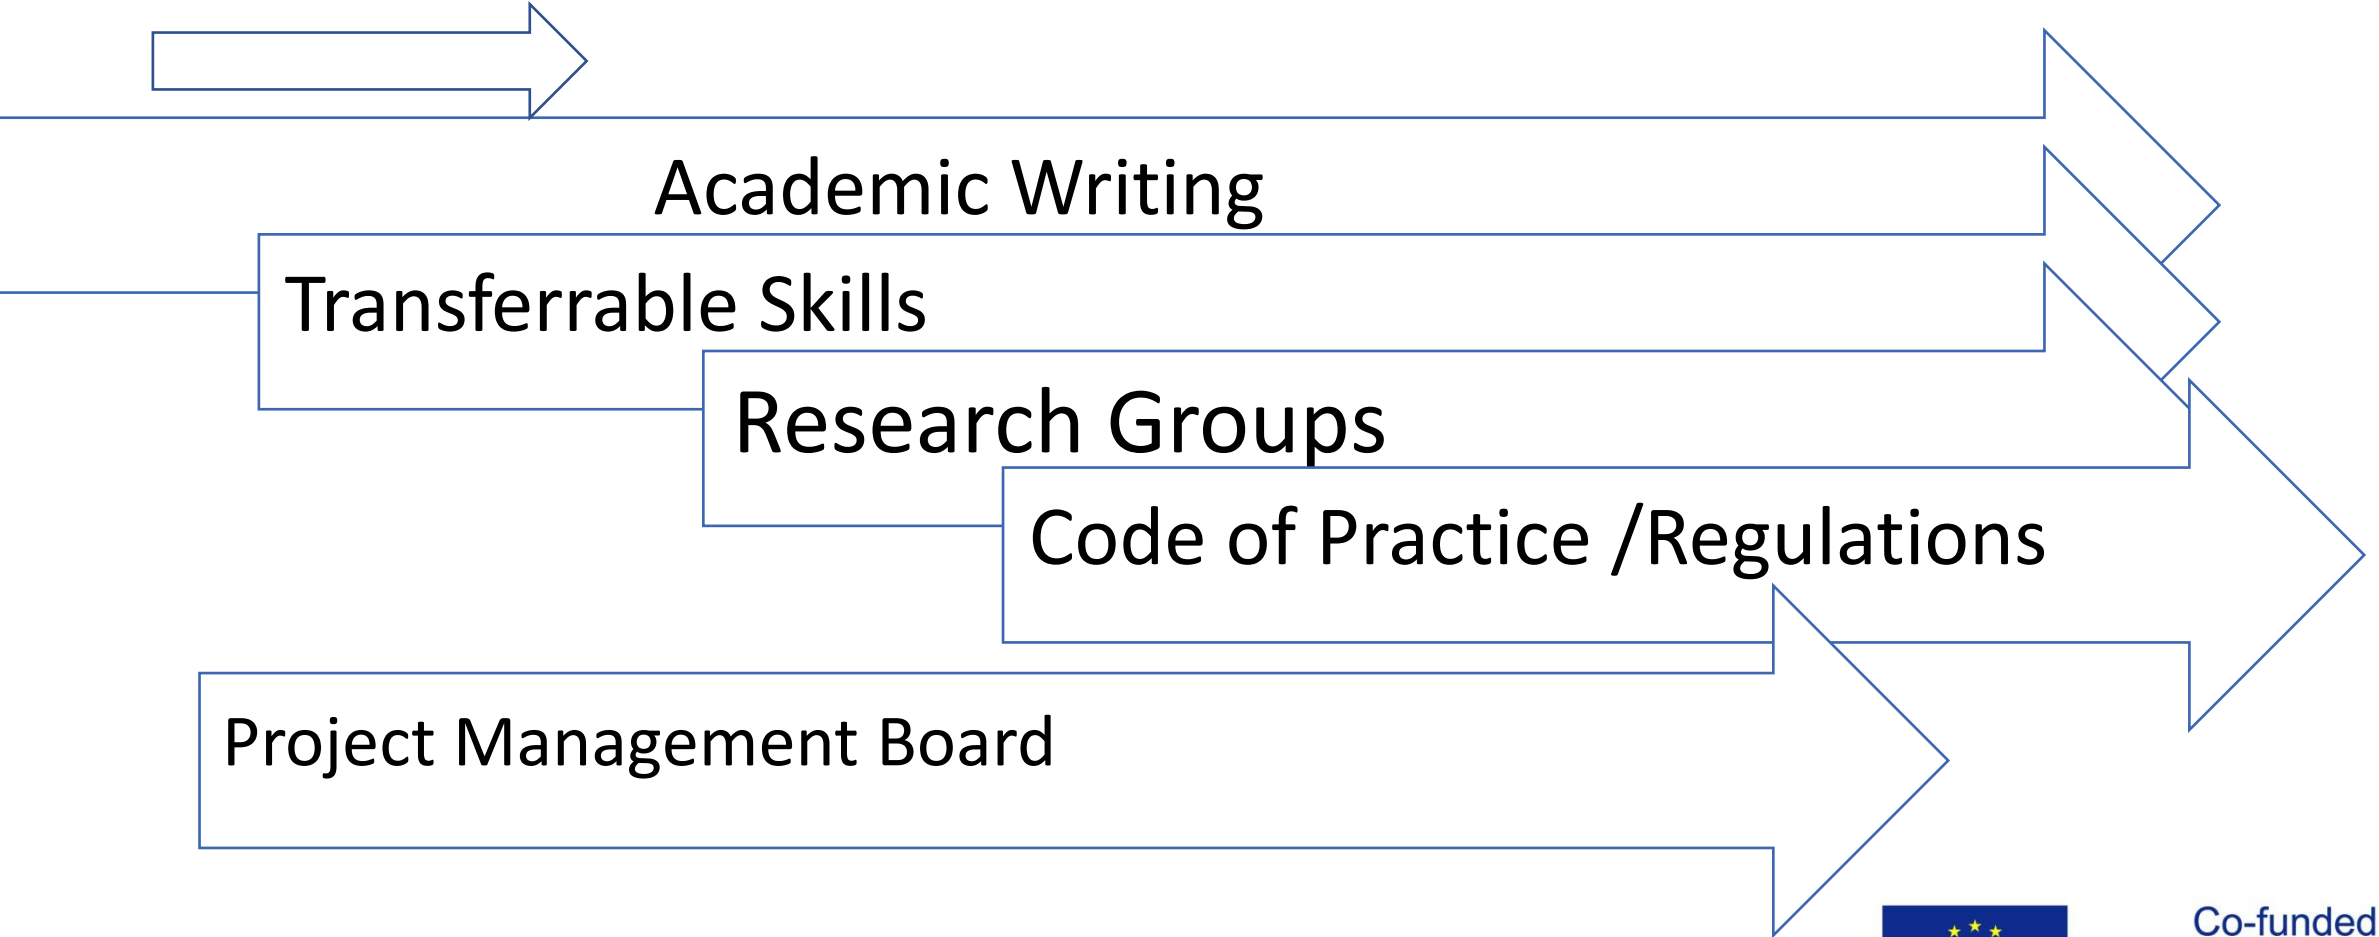 Academic Writing
Transferrable Skills
Research Groups
Code of Practice /Regulations
Project Management Board
Co-funded